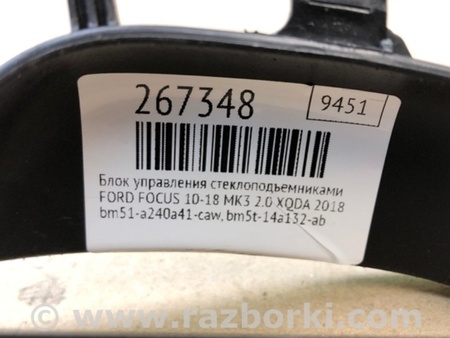 267348
9451
Блок управления стеклоподъемниками
FORD FOCUS 10-18 МК3 2.0 XQDA 2018
bm51-a240a41-caw, bm5t-14a132-ab
© www.razborki.com